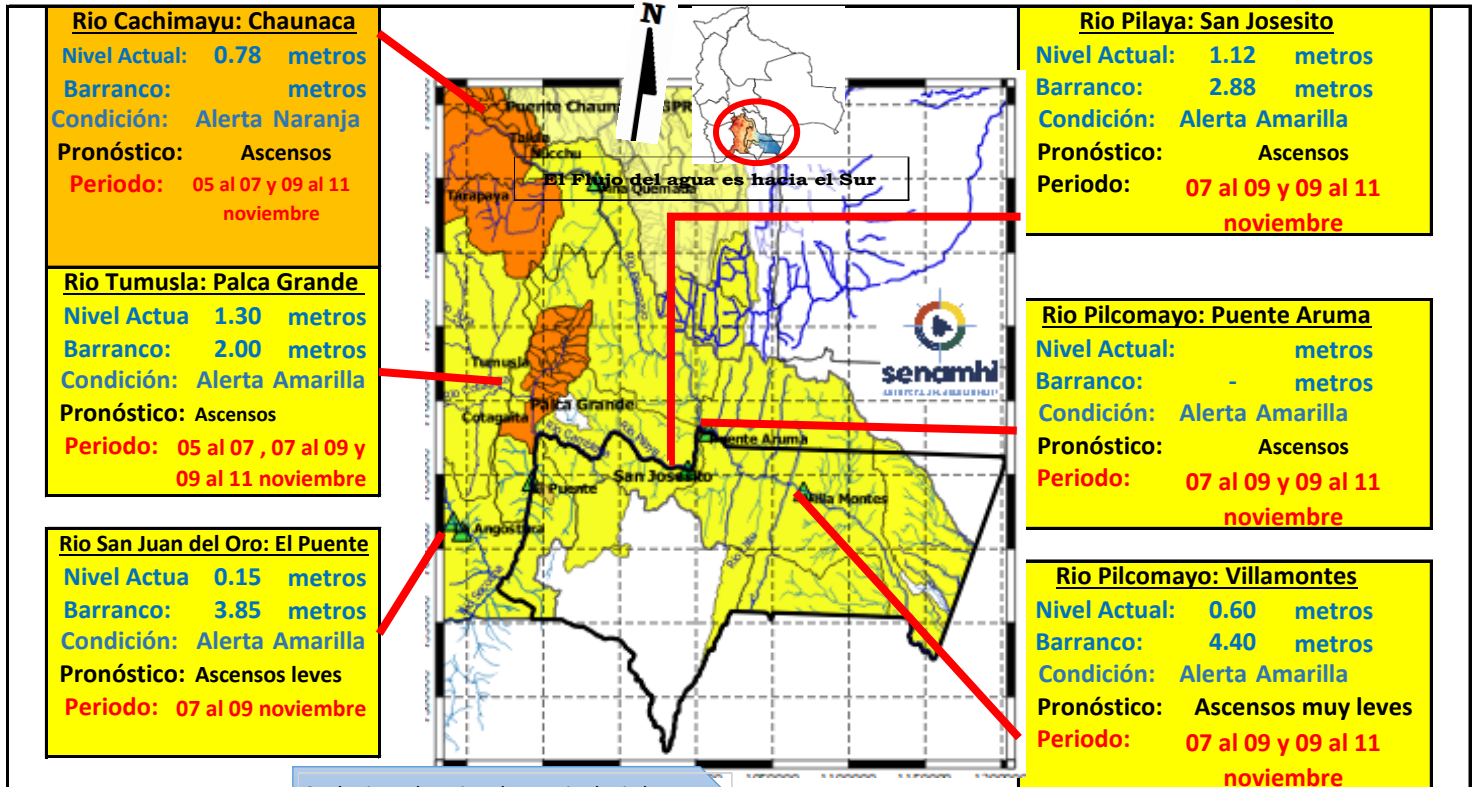 Rio Cachimayu: Chaunaca
Nivel Actual: 0.78 metros
Barranco: metros
Condición: Alerta Naranja
Pronóstico: Ascensos
Periodo: 05 al 07 y 09 al 11
noviembre
Rio Tumusla: Palca Grande
Nivel Actua 1.30 metros
Barranco: 2.00 metros
Condición: Alerta Amarilla
Pronóstico: Ascensos
Periodo: 05 al 07 , 07 al 09 y
09 al 11 noviembre
Rio San Juan del Oro: El Puente
Nivel Actua 0.15 metros
Barranco: 3.85 metros
Condición: Alerta Amarilla
Pronóstico: Ascensos leves
Periodo: 07 al 09 noviembre
N
Puente Chaun
Talula
Succhu
El Flujo del agua es hacia el Sur
Tarapaya
senamhi
Tumusla
Palca Grande
Cotagaita
Puente Aruma
San Josesito
El Puente
Villa Montes
Angostura
Rio Pilaya: San Josesito
Nivel Actual: 1.12 metros
Barranco: 2.88 metros
Condición: Alerta Amarilla
Pronóstico: Ascensos
Periodo: 07 al 09 y 09 al 11
noviembre
Rio Pilcomayo: Puente Aruma
Nivel Actual: metros
Barranco: - metros
Condición: Alerta Amarilla
Pronóstico: Ascensos
Periodo: 07 al 09 y 09 al 11
noviembre
Rio Pilcomayo: Villamontes
Nivel Actual: 0.60 metros
Barranco: 4.40 metros
Condición: Alerta Amarilla
Pronóstico: Ascensos muy leves
Periodo: 07 al 09 y 09 al 11
noviembre